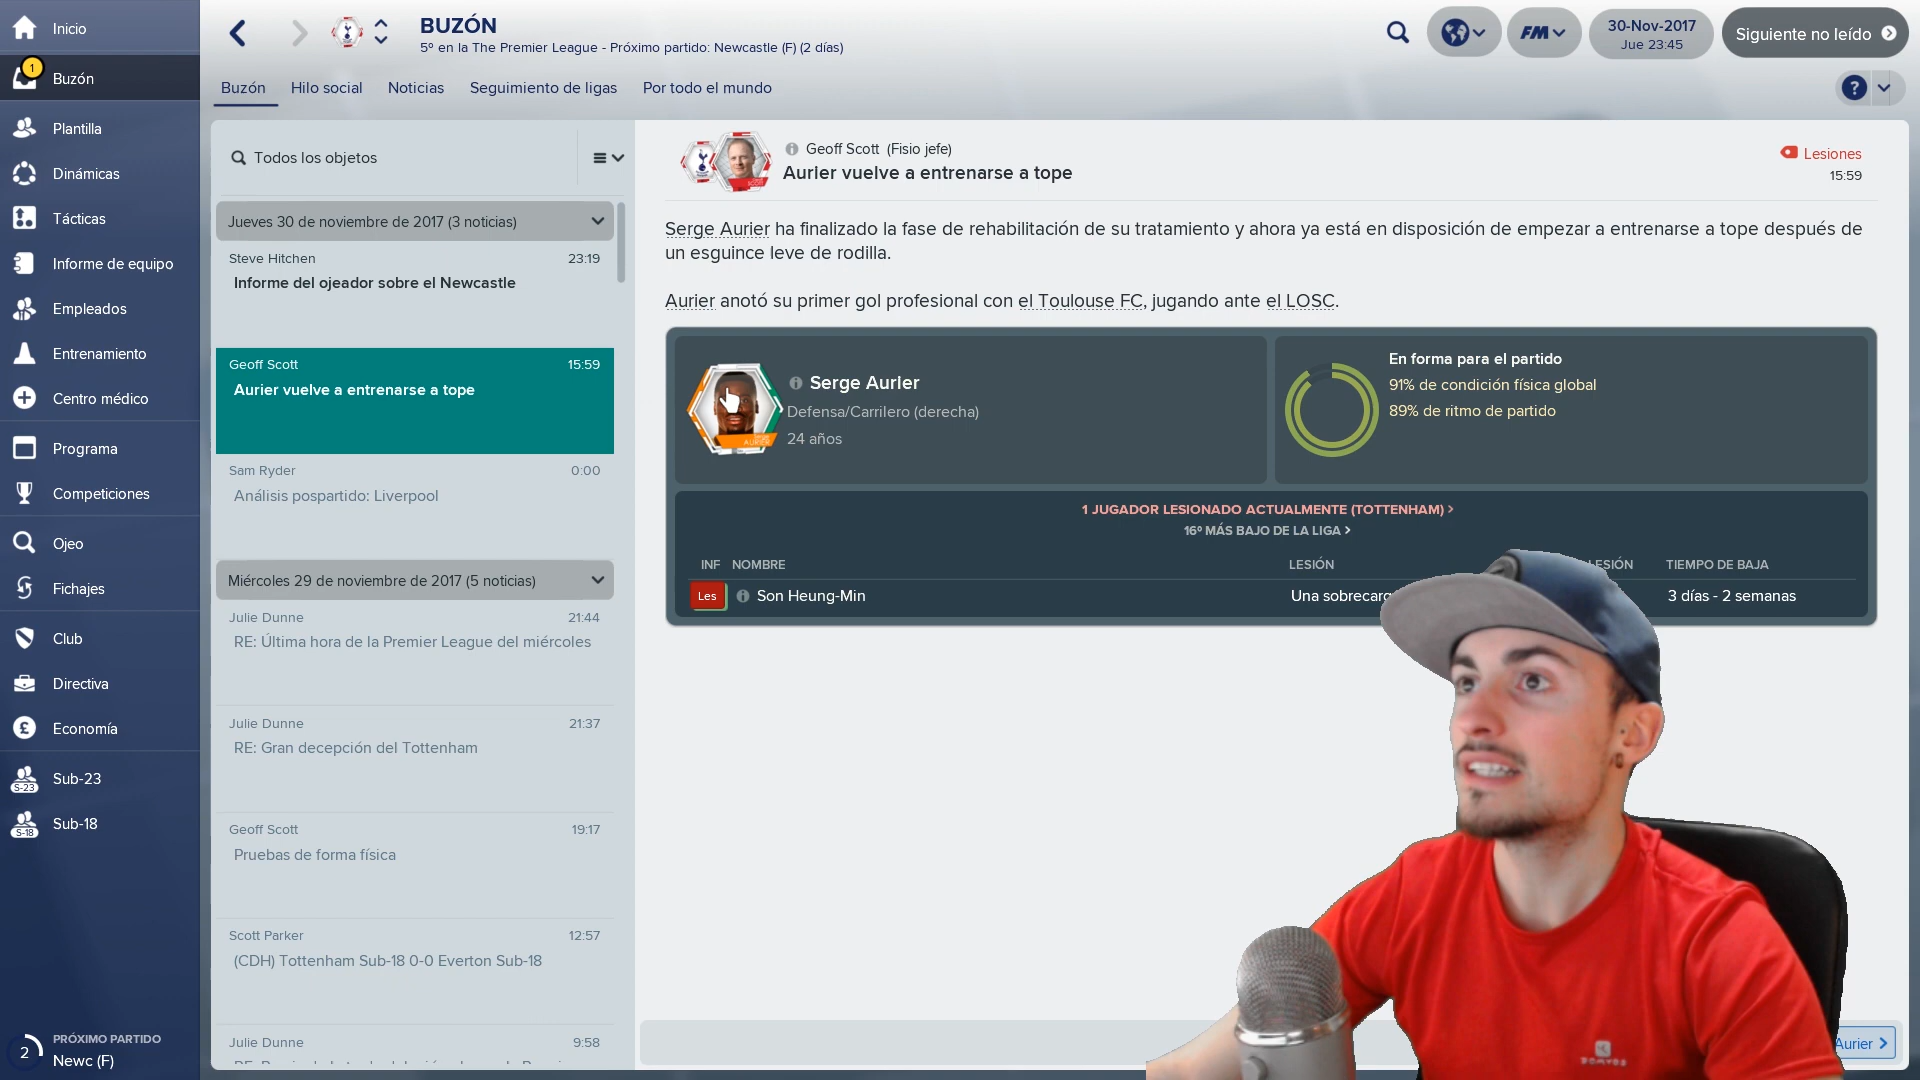 Inicio
1
Buzón
Plantilla
Dinámicas
Tácticas
Informe de equipo
Empleados
Entrenamiento
Centro médico
Programa
Competiciones
Ojeo
Fichajes
Club
Directiva
Economía
S-23
Sub-23
S-18
Sub-18
2
PRÓXIMO PARTIDO
Newc (F)
BUZÓN
5º en la The Premier League - Próximo partido: Newcastle (F) (2 días)
FM
30-Nov-2017
Jue 23:45
Siguiente no leído
Buzón
Hilo social
Noticias
Seguimiento de ligas
Por todo el mundo
?
Todos los objetos
Jueves 30 de noviembre de 2017 (3 noticias)
Steve Hitchen 23:19
Informe del ojeador sobre el Newcastle
Geoff Scott 15:59
Aurier vuelve a entrenarse a tope
Sam Ryder 0:00
Análisis pospartido: Liverpool
Miércoles 29 de noviembre de 2017 (5 noticias)
Julie Dunne 21:44
RE: Última hora de la Premier League del miércoles
Julie Dunne 21:37
RE: Gran decepción del Tottenham
Geoff Scott 19:17
Pruebas de forma física
Scott Parker 12:57
(CDH) Tottenham Sub-18 0-0 Everton Sub-18
Julie Dunne 9:58
Geoff Scott (Fisio jefe)
Aurier vuelve a entrenarse a tope
Lesiones
15:59
Serge Aurier ha finalizado la fase de rehabilitación de su tratamiento y ahora ya está en disposición de empezar a entrenarse a tope después de
un esguince leve de rodilla.
Aurier anotó su primer gol profesional con el Toulouse FC, jugando ante el LOSC.
Serge Aurier
Defensa/Carrilero (derecha)
24 años
AURIER
En forma para el partido
91% de condición física global
89% de ritmo de partido
1 JUGADOR LESIONADO ACTUALMENTE (TOTTENHAM)
16º MÁS BAJO DE LA LIGA
INF NOMBRE LESIÓN LESIÓN TIEMPO DE BAJA
Les Son Heung-Min Una sobrecarg 3 días - 2 semanas
DOMYOS
Aurier